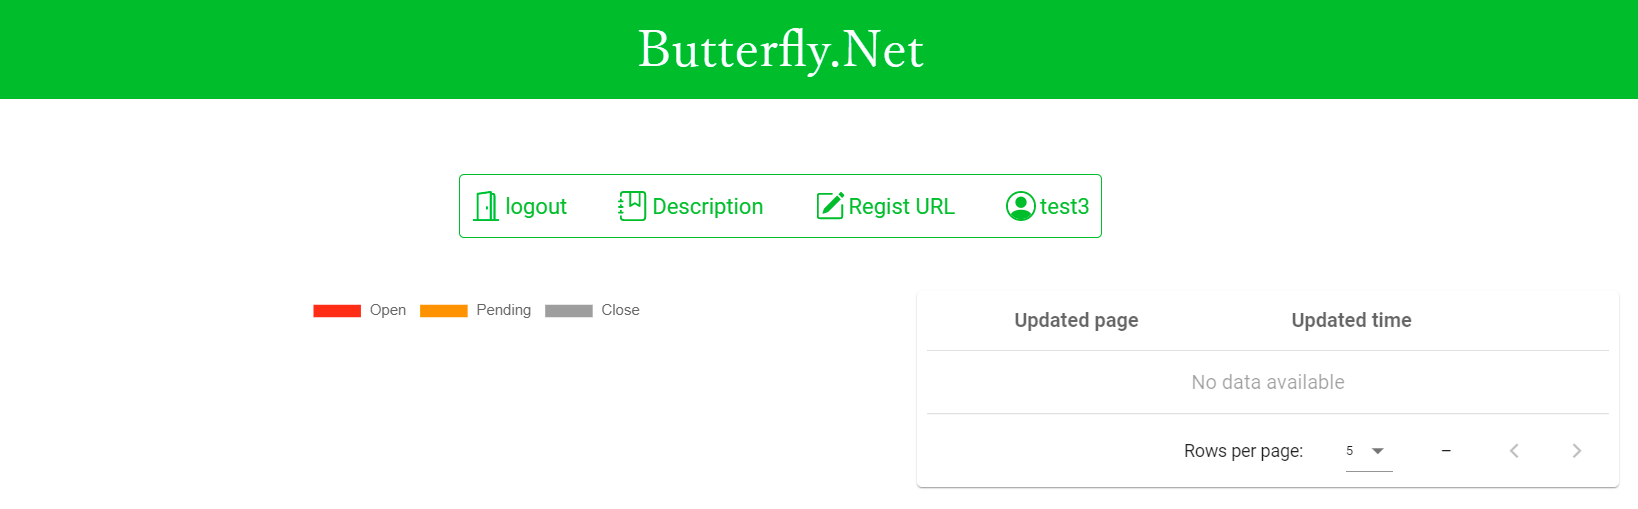 Butterfly.Net
logout Description Regist URL test3
Open Pending Close
Updated page Updated time
No data available
Rows per page: 5 –